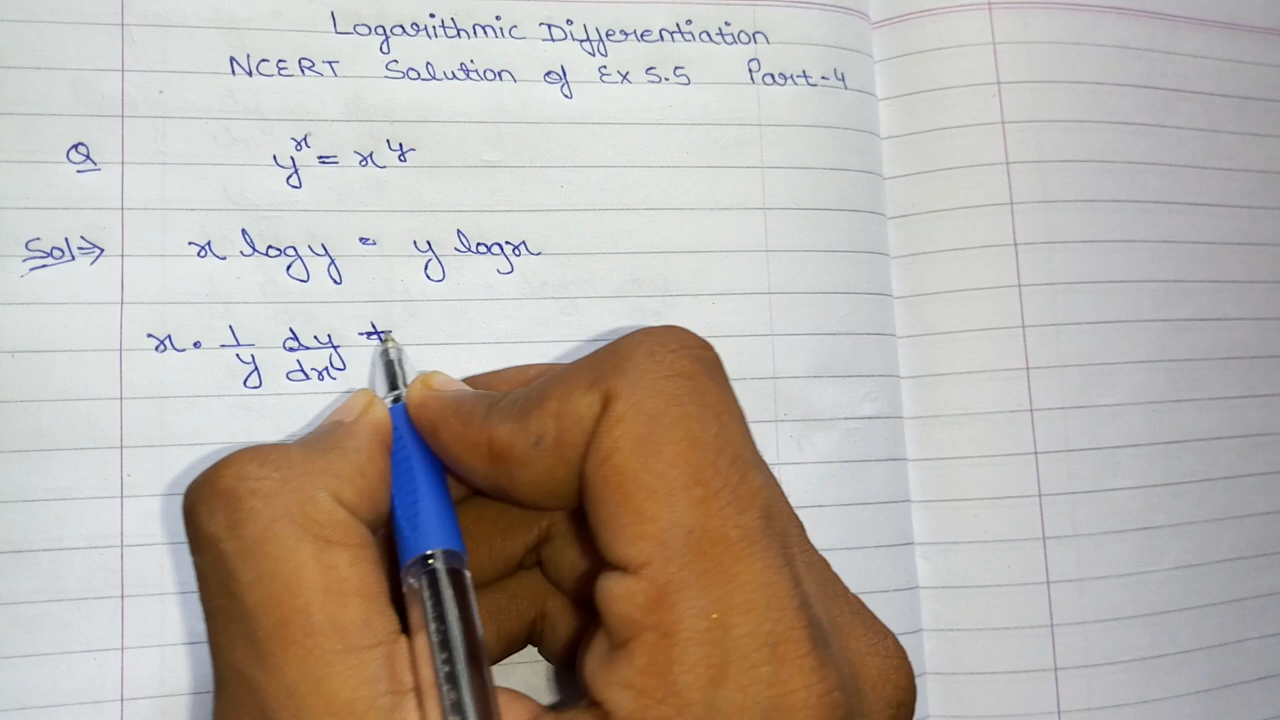 Logarithmic Differentiation
NCERT Solution of Ex 5.5 Part-4
Q y^x = x^y
Sol⇒ x log y = y log x
x · 1/y dy/dx +